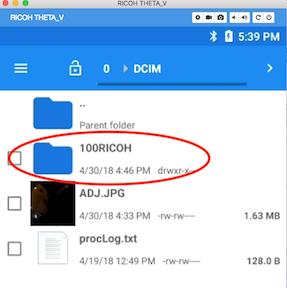 RICOH THETA_V
RICOH THETA_V
5:39 PM
0 DCIM
..
Parent folder
100RICOH
4/30/18 4:46 PM drwxr-x---
ADJ.JPG
4/30/18 4:33 PM -rw-rw---- 1.63 MB
procLog.txt
4/19/18 12:49 PM -rw-rw---- 128.0 B